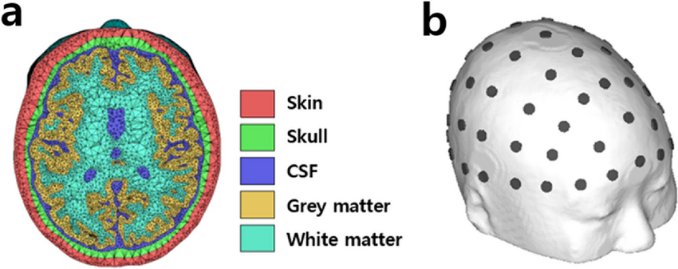 a
b
Skin
Skull
CSF
Grey matter
White matter